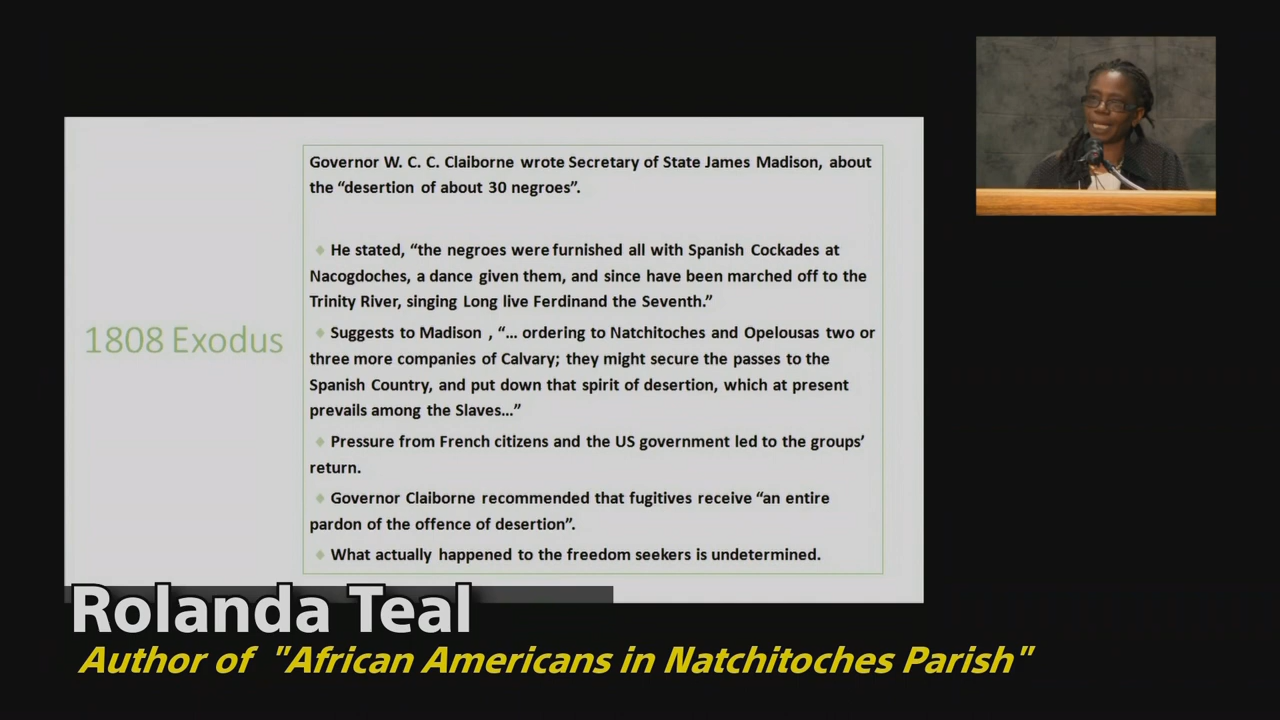 Governor W. C. C. Claiborne wrote Secretary of State James Madison, about
the “desertion of about 30 negroes”.
He stated, “the negroes were furnished all with Spanish Cockades at
Nacogdoches, a dance given them, and since have been marched off to the
Trinity River, singing Long live Ferdinand the Seventh.”
1808 Exodus
Suggests to Madison , “... ordering to Natchitoches and Opelousas two or
three more companies of Calvary; they might secure the passes to the
Spanish Country, and put down that spirit of desertion, which at present
prevails among the Slaves...”
Pressure from French citizens and the US government led to the groups’
return.
Governor Claiborne recommended that fugitives receive “an entire
pardon of the offence of desertion”.
What actually happened to the freedom seekers is undetermined.
Rolanda Teal
Author of "African Americans in Natchitoches Parish"